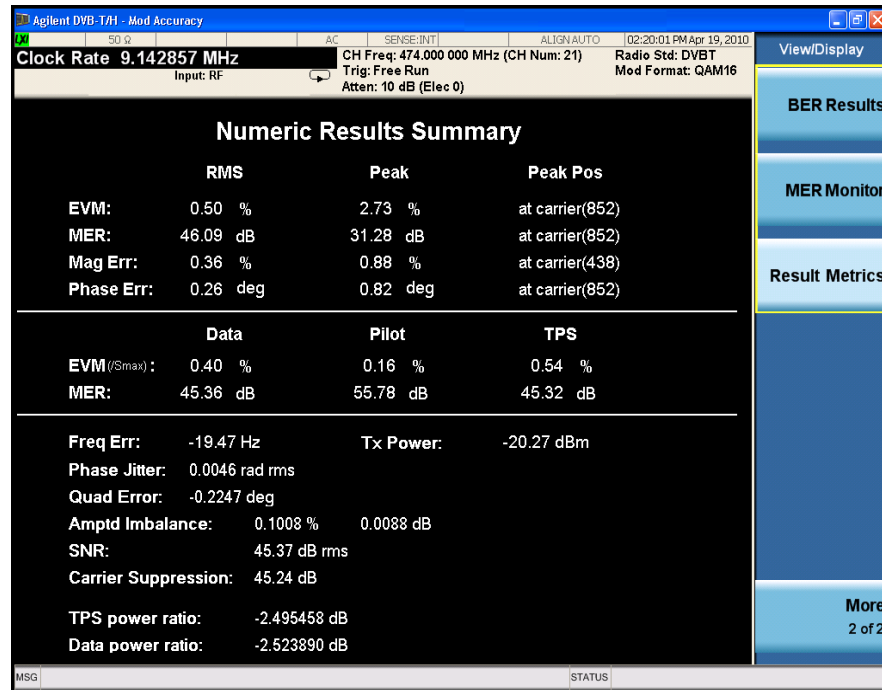 Agilent DVB-T/H - Mod Accuracy
LXI 50 Ω AC SENSE:INT ALIGN AUTO 02:20:01 PM Apr 19, 2010
Clock Rate 9.142857 MHz
Input: RF
CH Freq: 474.000 000 MHz (CH Num: 21)
Trig: Free Run
Atten: 10 dB (Elec 0)
Radio Std: DVBT
Mod Format: QAM16
Numeric Results Summary
RMS Peak Peak Pos
EVM: 0.50 % 2.73 % at carrier(852)
MER: 46.09 dB 31.28 dB at carrier(852)
Mag Err: 0.36 % 0.88 % at carrier(438)
Phase Err: 0.26 deg 0.82 deg at carrier(852)
Data Pilot TPS
EVM(/Smax): 0.40 % 0.16 % 0.54 %
MER: 45.36 dB 55.78 dB 45.32 dB
Freq Err: -19.47 Hz Tx Power: -20.27 dBm
Phase Jitter: 0.0046 rad rms
Quad Error: -0.2247 deg
Amptd Imbalance: 0.1008 % 0.0088 dB
SNR: 45.37 dB rms
Carrier Suppression: 45.24 dB
TPS power ratio: -2.495458 dB
Data power ratio: -2.523890 dB
View/Display
BER Results
MER Monitor
Result Metrics
More
2 of 2
MSG STATUS